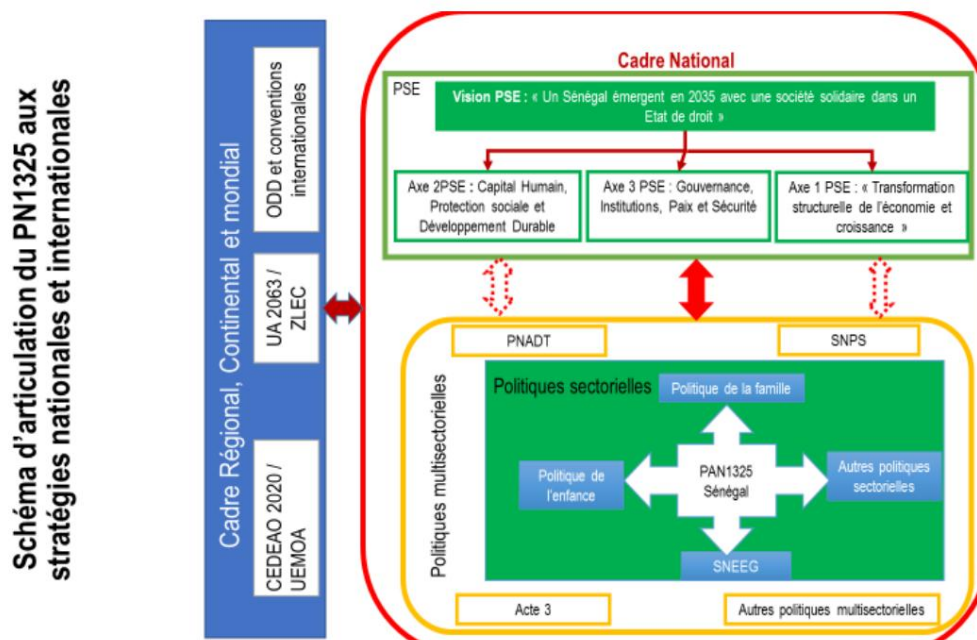 Schéma d'articulation du PN1325 aux
stratégies nationales et internationales
Cadre Régional, Continental et mondial
ODD et conventions
internationales
UA 2063 /
ZLEC
CEDEAO 2020 /
UEMOA
Cadre National
PSE
Vision PSE : « Un Sénégal émergent en 2035 avec une société solidaire dans un
Etat de droit »
Axe 2PSE : Capital Humain,
Protection sociale et
Développement Durable
Axe 3 PSE : Gouvernance,
Institutions, Paix et Sécurité
Axe 1 PSE : « Transformation
structurelle de l'économie et
croissance »
Politiques multisectorielles
PNADT
SNPS
Politiques sectorielles
Politique de la famille
Politique de
l'enfance
PAN1325
Sénégal
Autres politiques
sectorielles
SNEEG
Acte 3
Autres politiques multisectorielles